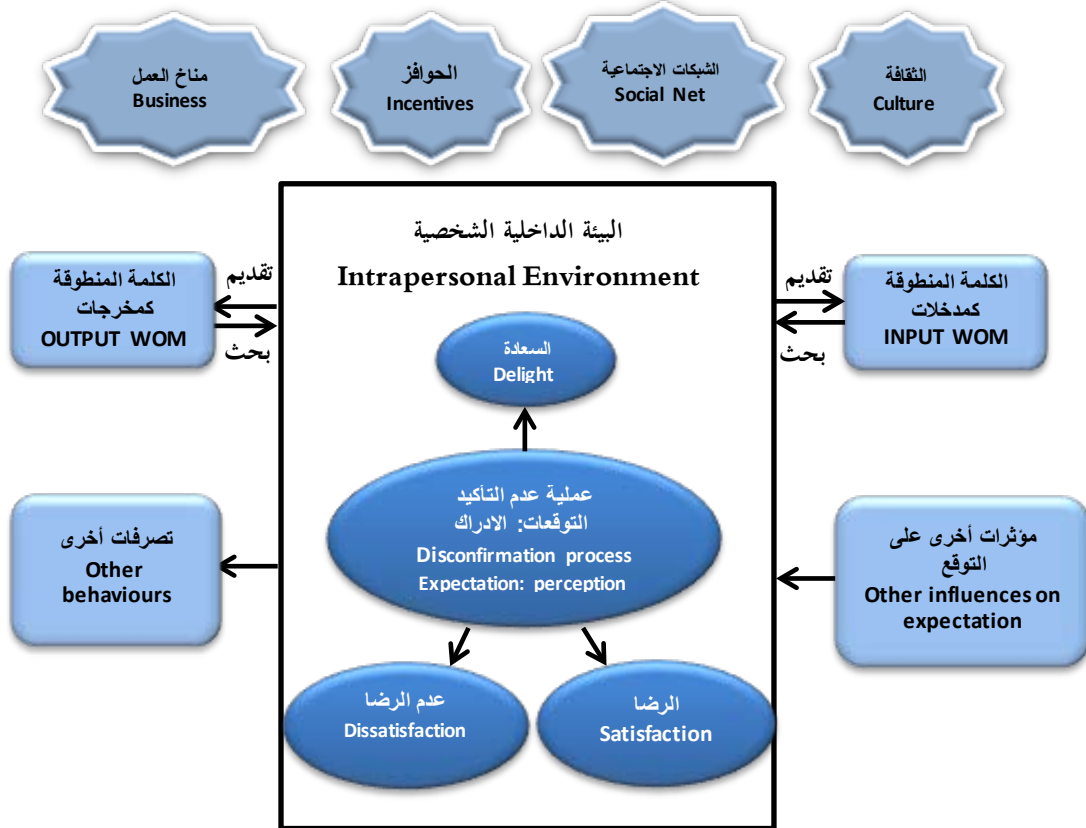 مناخ العمل
Business
الحوافز
Incentives
الشبكات الاجتماعية
Social Net
الثقافة
Culture
البيئة الداخلية الشخصية
Intrapersonal Environment
الكلمة المنطوقة
كمخرجات
OUTPUT WOM
تقديم
بحث
تقديم
بحث
الكلمة المنطوقة
كمدخلات
INPUT WOM
السعادة
Delight
عملية عدم التأكيد
التوقعات: الادراك
Disconfirmation process
Expectation: perception
تصرفات أخرى
Other
behaviours
مؤثرات أخرى على
التوقع
Other influences on
expectation
عدم الرضا
Dissatisfaction
الرضا
Satisfaction